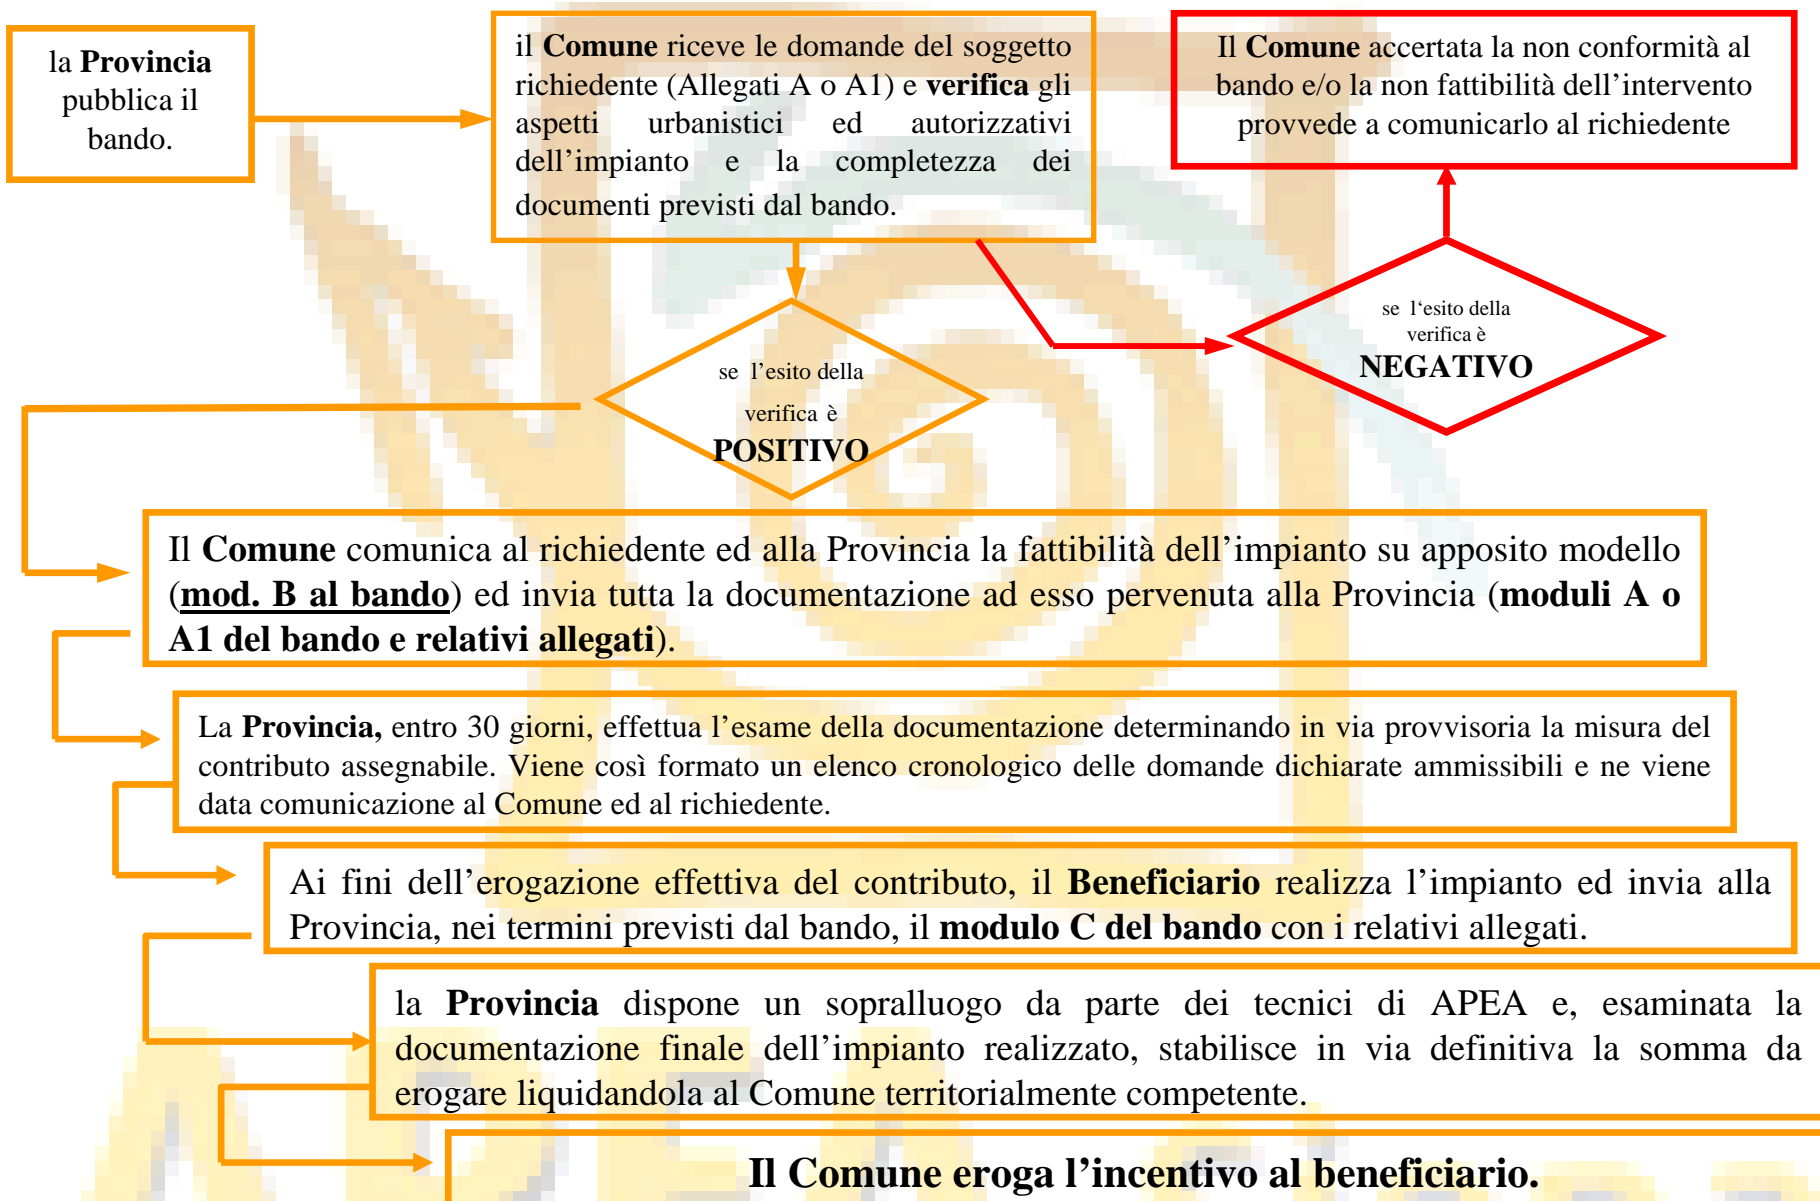 la Provincia
pubblica il
bando.
il Comune riceve le domande del soggetto
richiedente (Allegati A o A1) e verifica gli
aspetti urbanistici ed autorizzativi
dell’impianto e la completezza dei
documenti previsti dal bando.
Il Comune accertata la non conformità al
bando e/o la non fattibilità dell’intervento
provvede a comunicarlo al richiedente
se l‘esito della
verifica è
NEGATIVO
se l’esito della
verifica è
POSITIVO
Il Comune comunica al richiedente ed alla Provincia la fattibilità dell’impianto su apposito modello
(mod. B al bando) ed invia tutta la documentazione ad esso pervenuta alla Provincia (moduli A o
A1 del bando e relativi allegati).
La Provincia, entro 30 giorni, effettua l’esame della documentazione determinando in via provvisoria la misura del
contributo assegnabile. Viene così formato un elenco cronologico delle domande dichiarate ammissibili e ne viene
data comunicazione al Comune ed al richiedente.
Ai fini dell’erogazione effettiva del contributo, il Beneficiario realizza l’impianto ed invia alla
Provincia, nei termini previsti dal bando, il modulo C del bando con i relativi allegati.
la Provincia dispone un sopralluogo da parte dei tecnici di APEA e, esaminata la
documentazione finale dell’impianto realizzato, stabilisce in via definitiva la somma da
erogare liquidandola al Comune territorialmente competente.
Il Comune eroga l’incentivo al beneficiario.